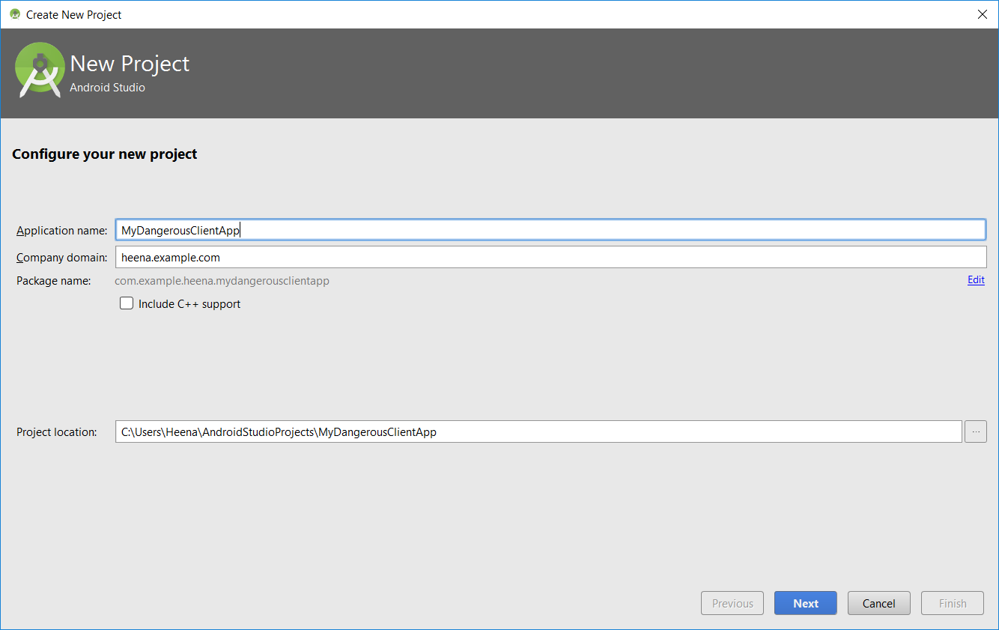 Create New Project
New Project
Android Studio
Configure your new project
Application name: MyDangerousClientApp
Company domain: heena.example.com
Package name: com.example.heena.mydangerousclientapp Edit
Include C++ support
Project location: C:\Users\Heena\AndroidStudioProjects\MyDangerousClientApp ...
Previous Next Cancel Finish